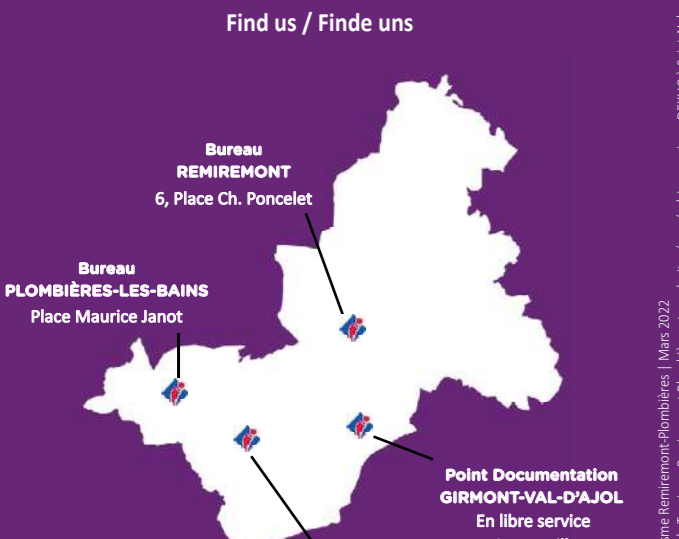 Find us / Finde uns
Bureau
REMIREMONT
6, Place Ch. Poncelet
Bureau
PLOMBIÈRES-LES-BAINS
Place Maurice Janot
Point Documentation
GIRMONT-VAL-D'AJOL
En libre service
sme Remiremont-Plombières | Mars 2022